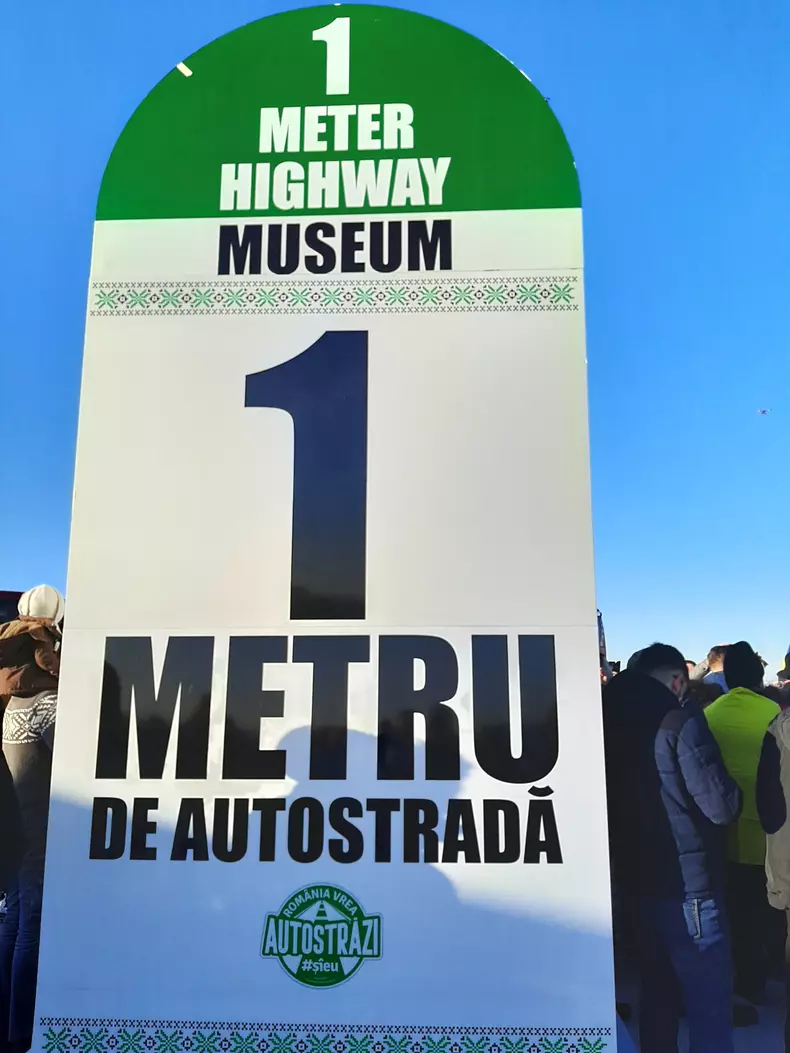 1
METER
HIGHWAY
MUSEUM
1
METRU
DE AUTOSTRADĂ
ROMÂNIA VREA
AUTOSTRĂZI
#șieu